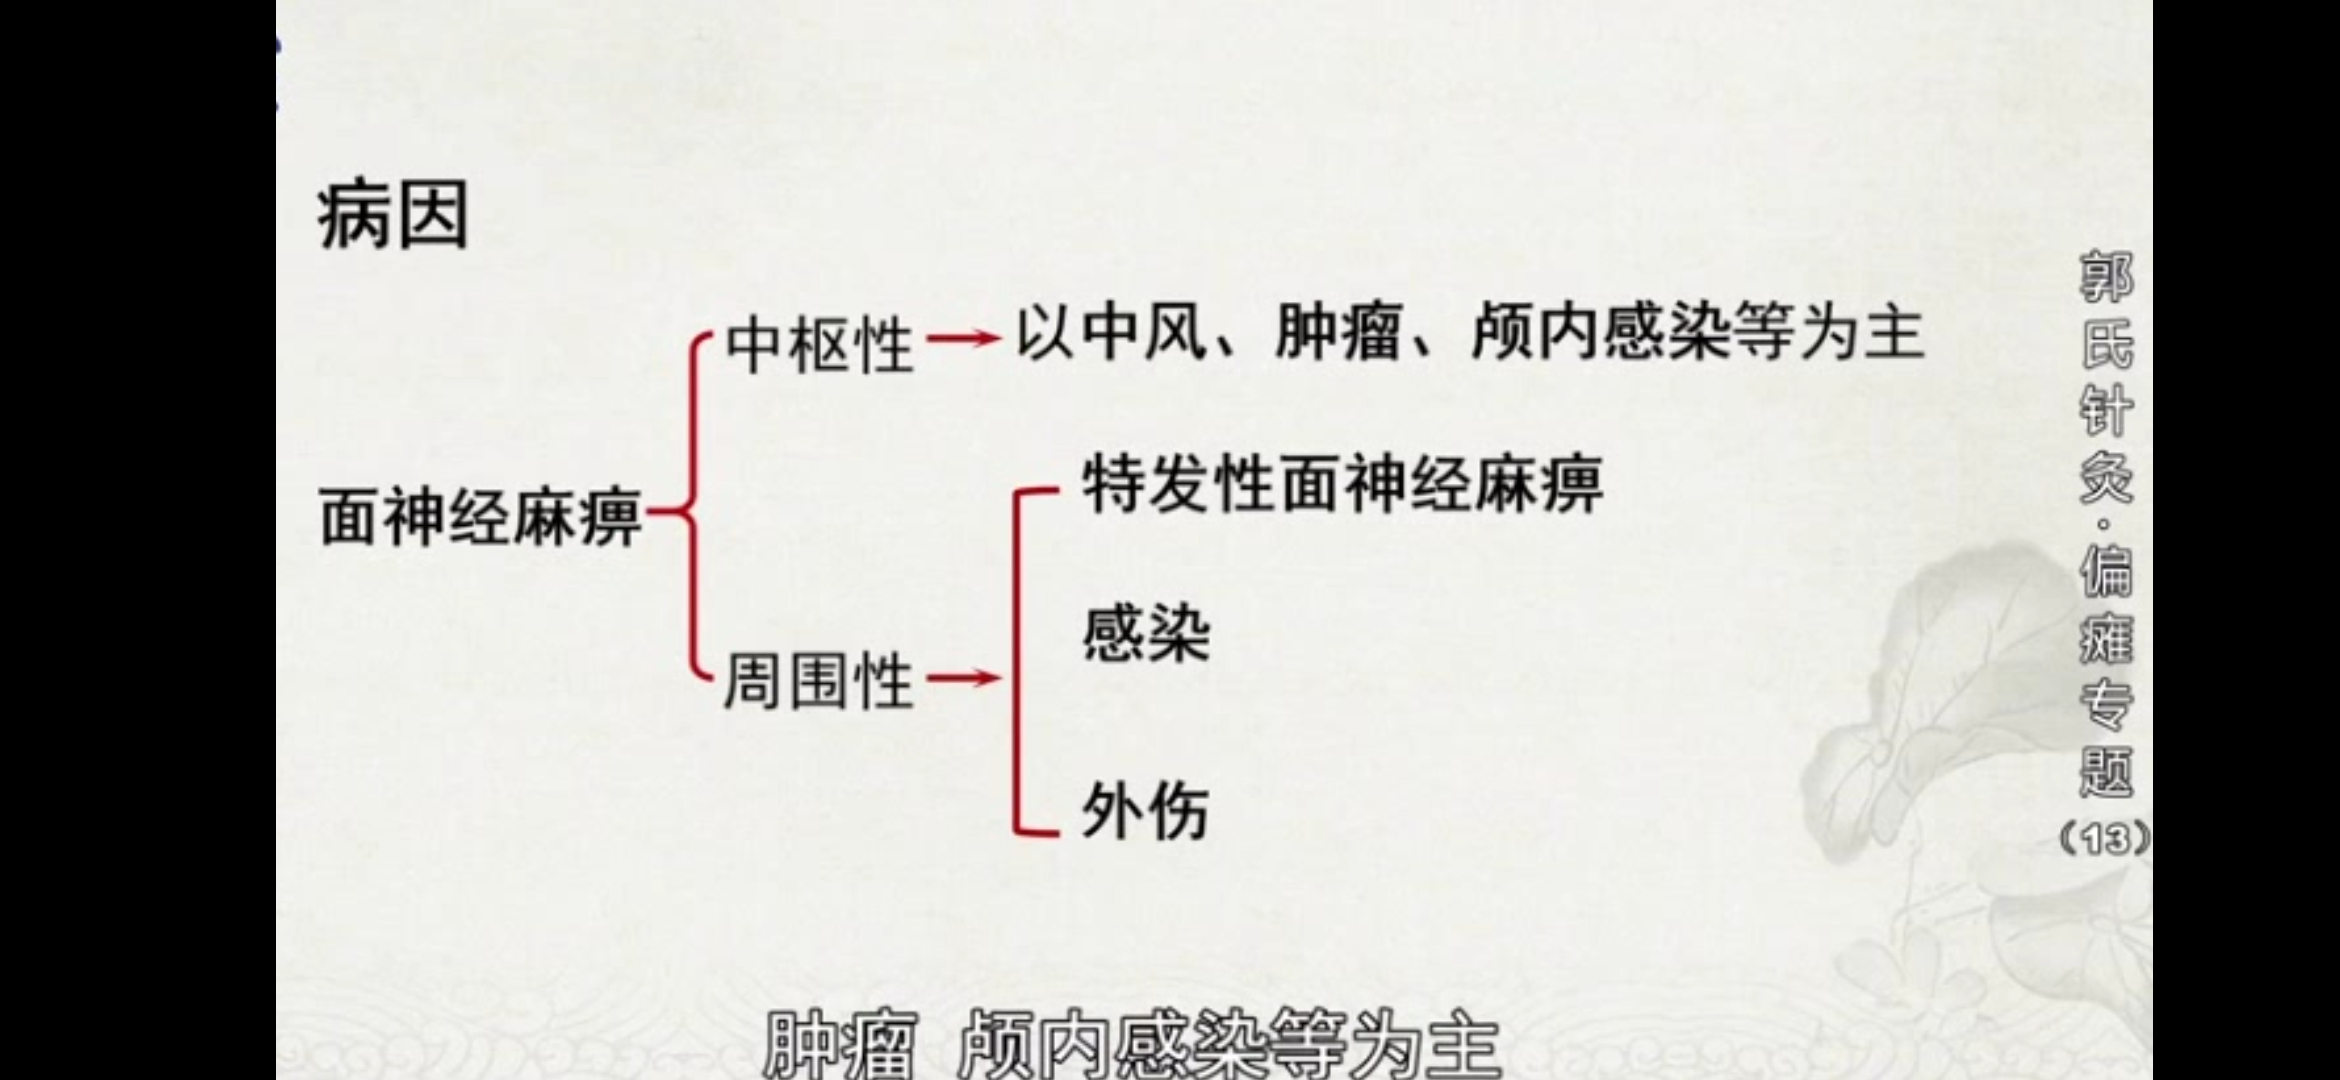 病因
中枢性
以中风、肿瘤、颅内感染等为主
面神经麻痹
特发性面神经麻痹
感染
周围性
外伤
郭氏针灸·偏瘫专题(13)
肿瘤 颅内感染等为主